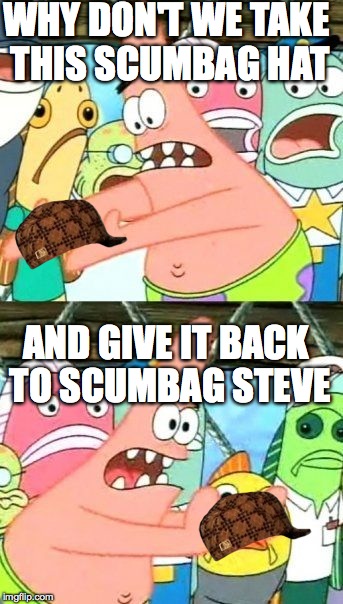 WHY DON'T WE TAKE
THIS SCUMBAG HAT
AND GIVE IT BACK
TO SCUMBAG STEVE
imgflip.com